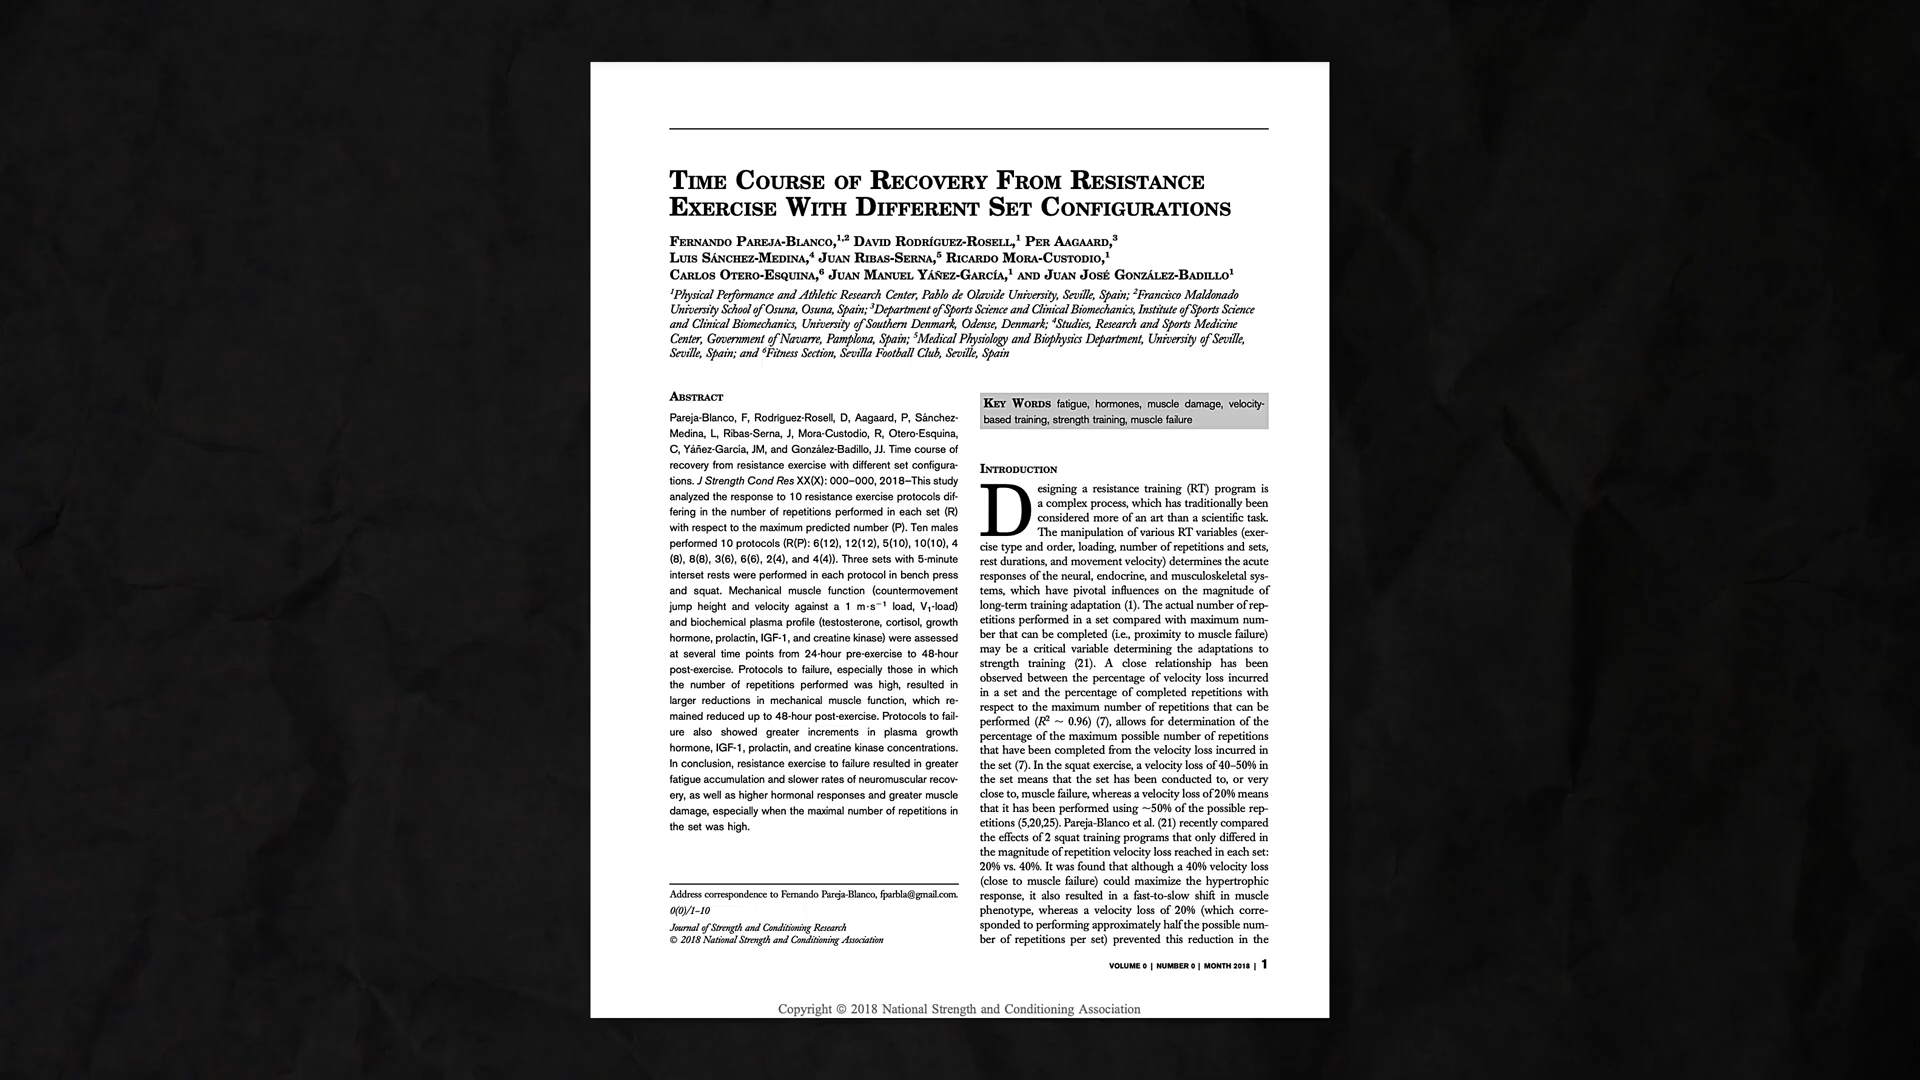 TIME COURSE OF RECOVERY FROM RESISTANCE
EXERCISE WITH DIFFERENT SET CONFIGURATIONS
FERNANDO PAREJA-BLANCO,1,2 DAVID RODRÍGUEZ-ROSELL,1 PER AAGAARD,3
LUIS SÁNCHEZ-MEDINA,4 JUAN RIBAS-SERNA,5 RICARDO MORA-CUSTODIO,1
CARLOS OTERO-ESQUINA,6 JUAN MANUEL YÁÑEZ-GARCÍA,1 AND JUAN JOSÉ GONZÁLEZ-BADILLO1
1Physical Performance and Athletic Research Center, Pablo de Olavide University, Seville, Spain; 2Francisco Maldonado
University School of Osuna, Osuna, Spain; 3Department of Sports Science and Clinical Biomechanics, Institute of Sports Science
and Clinical Biomechanics, University of Southern Denmark, Odense, Denmark; 4Studies, Research and Sports Medicine
Center, Government of Navarre, Pamplona, Spain; 5Medical Physiology and Biophysics Department, University of Seville,
Seville, Spain; and 6Fitness Section, Sevilla Football Club, Seville, Spain
ABSTRACT
Pareja-Blanco, F, Rodríguez-Rosell, D, Aagaard, P, Sánchez-
Medina, L, Ribas-Serna, J, Mora-Custodio, R, Otero-Esquina,
C, Yáñez-García, JM, and González-Badillo, JJ. Time course of
recovery from resistance exercise with different set configura-
tions. J Strength Cond Res XX(X): 000–000, 2018—This study
analyzed the response to 10 resistance exercise protocols dif-
fering in the number of repetitions performed in each set (R)
with respect to the maximum predicted number (P). Ten males
performed 10 protocols (R(P): 6(12), 12(12), 5(10), 10(10), 4
(8), 8(8), 3(6), 6(6), 2(4), and 4(4)). Three sets with 5-minute
interset rests were performed in each protocol in bench press
and squat. Mechanical muscle function (countermovement
jump height and velocity against a 1 m·s−1 load, V1-load)
and biochemical plasma profile (testosterone, cortisol, growth
hormone, prolactin, IGF-1, and creatine kinase) were assessed
at several time points from 24-hour pre-exercise to 48-hour
post-exercise. Protocols to failure, especially those in which
the number of repetitions performed was high, resulted in
larger reductions in mechanical muscle function, which re-
mained reduced up to 48-hour post-exercise. Protocols to fail-
ure also showed greater increments in plasma growth
hormone, IGF-1, prolactin, and creatine kinase concentrations.
In conclusion, resistance exercise to failure resulted in greater
fatigue accumulation and slower rates of neuromuscular recov-
ery, as well as higher hormonal responses and greater muscle
damage, especially when the maximal number of repetitions in
the set was high.
Address correspondence to Fernando Pareja-Blanco, fparbla@gmail.com.
0(0)/1–10
Journal of Strength and Conditioning Research
© 2018 National Strength and Conditioning Association
KEY WORDS fatigue, hormones, muscle damage, velocity-
based training, strength training, muscle failure
INTRODUCTION
Designing a resistance training (RT) program is
a complex process, which has traditionally been
considered more of an art than a scientific task.
The manipulation of various RT variables (exer-
cise type and order, loading, number of repetitions and sets,
rest durations, and movement velocity) determines the acute
responses of the neural, endocrine, and musculoskeletal sys-
tems, which have pivotal influences on the magnitude of
long-term training adaptation (1). The actual number of rep-
etitions performed in a set compared with maximum num-
ber that can be completed (i.e., proximity to muscle failure)
may be a critical variable determining the adaptations to
strength training (21). A close relationship has been
observed between the percentage of velocity loss incurred
in a set and the percentage of completed repetitions with
respect to the maximum number of repetitions that can be
performed (R2 ~ 0.96) (7), allows for determination of the
percentage of the maximum possible number of repetitions
that have been completed from the velocity loss incurred in
the set (7). In the squat exercise, a velocity loss of 40–50% in
the set means that the set has been conducted to, or very
close to, muscle failure, whereas a velocity loss of 20% means
that it has been performed using ~50% of the possible rep-
etitions (5,20,25). Pareja-Blanco et al. (21) recently compared
the effects of 2 squat training programs that only differed in
the magnitude of repetition velocity loss reached in each set:
20% vs. 40%. It was found that although a 40% velocity loss
(close to muscle failure) could maximize the hypertrophic
response, it also resulted in a fast-to-slow shift in muscle
phenotype, whereas a velocity loss of 20% (which corre-
sponded to performing approximately half the possible num-
ber of repetitions per set) prevented this reduction in the
VOLUME 0 | NUMBER 0 | MONTH 2018 | 1
Copyright © 2018 National Strength and Conditioning Association